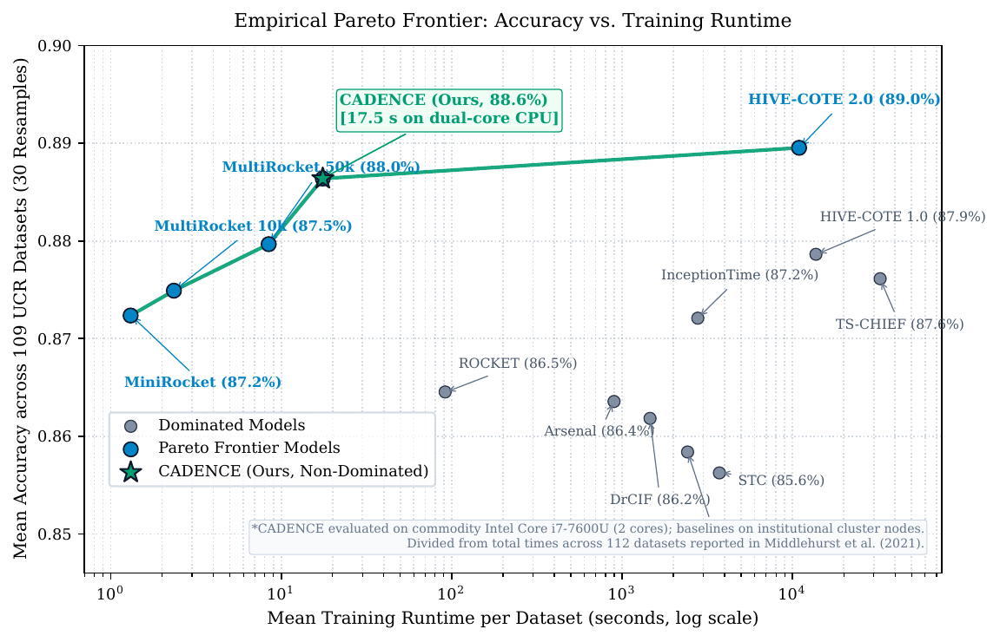 Empirical Pareto Frontier: Accuracy vs. Training Runtime
Mean Accuracy across 109 UCR Datasets (30 Resamples)
0.90
0.89
0.88
0.87
0.86
0.85
CADENCE (Ours, 88.6%)
[17.5 s on dual-core CPU]
HIVE-COTE 2.0 (89.0%)
MultiRocket 50k (88.0%)
HIVE-COTE 1.0 (87.9%)
MultiRocket 10k (87.5%)
InceptionTime (87.2%)
TS-CHIEF (87.6%)
ROCKET (86.5%)
MiniRocket (87.2%)
Arsenal (86.4%)
STC (85.6%)
DrCIF (86.2%)
Dominated Models
Pareto Frontier Models
CADENCE (Ours, Non-Dominated)
*CADENCE evaluated on commodity Intel Core i7-7600U (2 cores); baselines on institutional cluster nodes.
Divided from total times across 112 datasets reported in Middlehurst et al. (2021).
10⁰ 10¹ 10² 10³ 10⁴
Mean Training Runtime per Dataset (seconds, log scale)